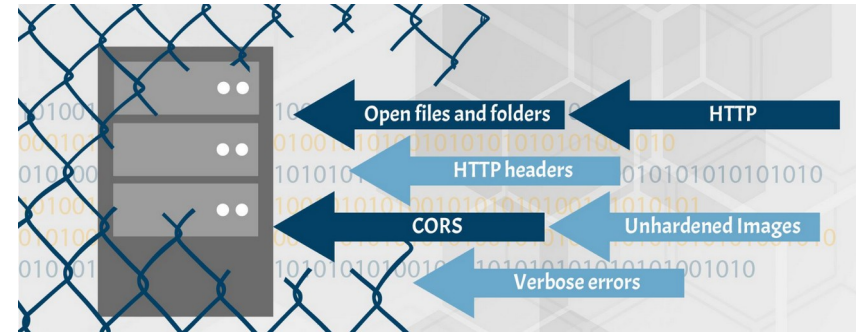 Open files and folders
HTTP
HTTP headers
CORS
Unhardened Images
Verbose errors